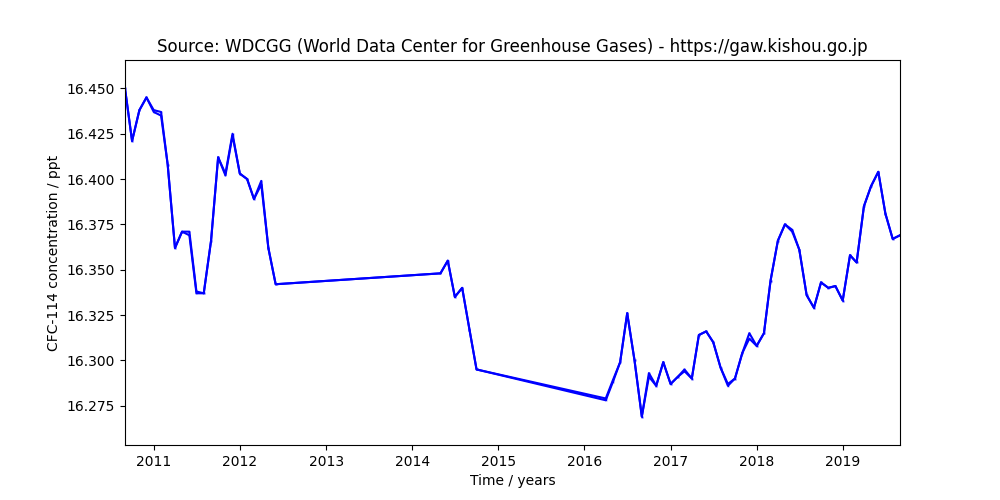 Source: WDCGG (World Data Center for Greenhouse Gases) - https://gaw.kishou.go.jp
CFC-114 concentration / ppt
16.450
16.425
16.400
16.375
16.350
16.325
16.300
16.275
2011 2012 2013 2014 2015 2016 2017 2018 2019
Time / years